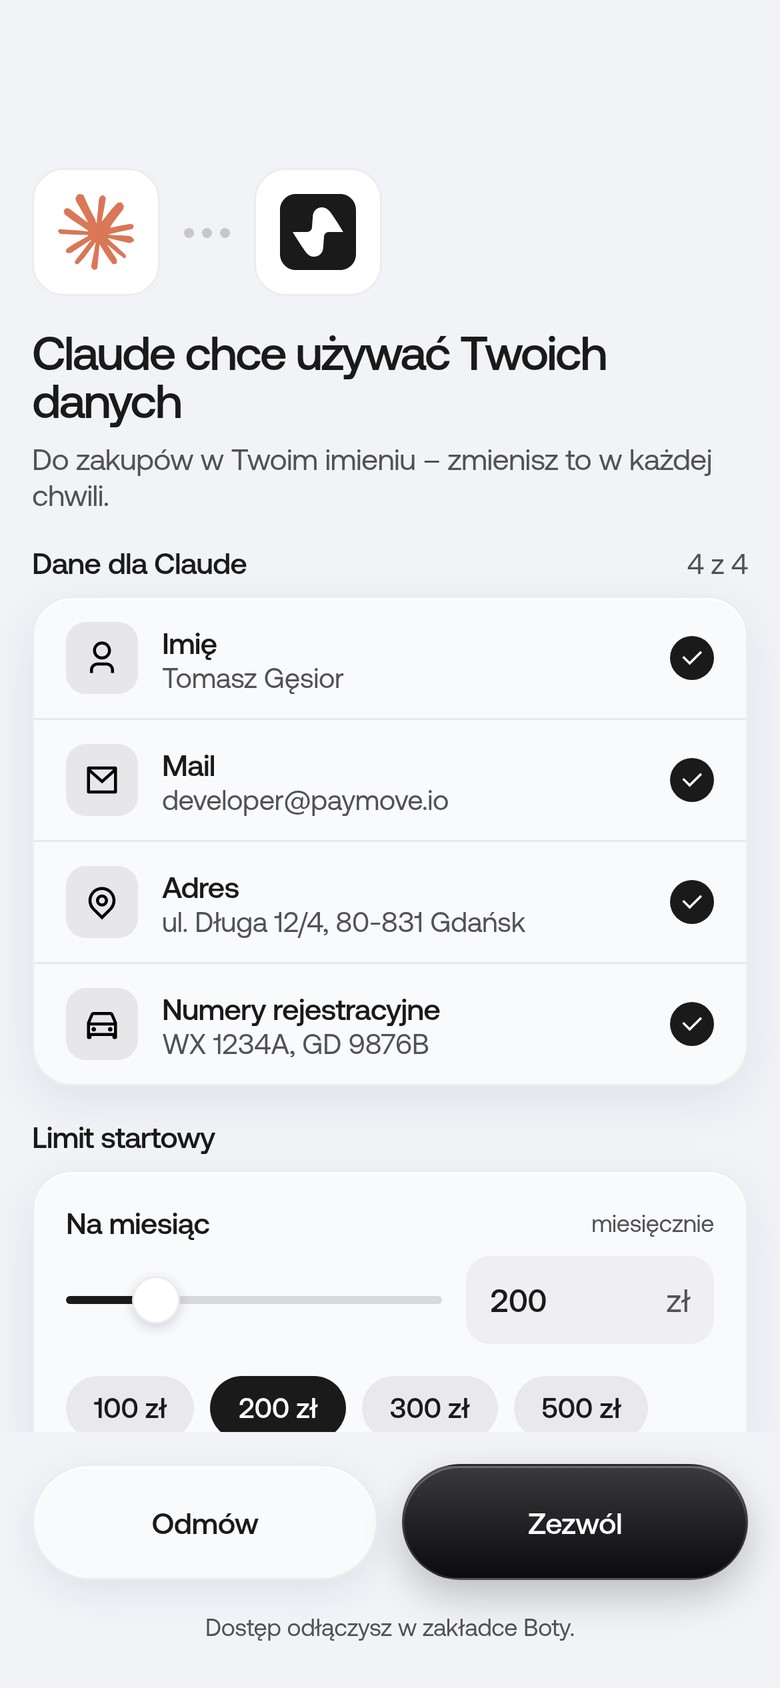 Claude chce używać Twoich
danych
Do zakupów w Twoim imieniu – zmienisz to w każdej
chwili.
Dane dla Claude
4 z 4
Imię
Tomasz Gęsior
Mail
developer@paymove.io
Adres
ul. Długa 12/4, 80-831 Gdańsk
Numery rejestracyjne
WX 1234A, GD 9876B
Limit startowy
Na miesiąc
miesięcznie
200 zł
100 zł
200 zł
300 zł
500 zł
Odmów
Zezwól
Dostęp odłączysz w zakładce Boty.